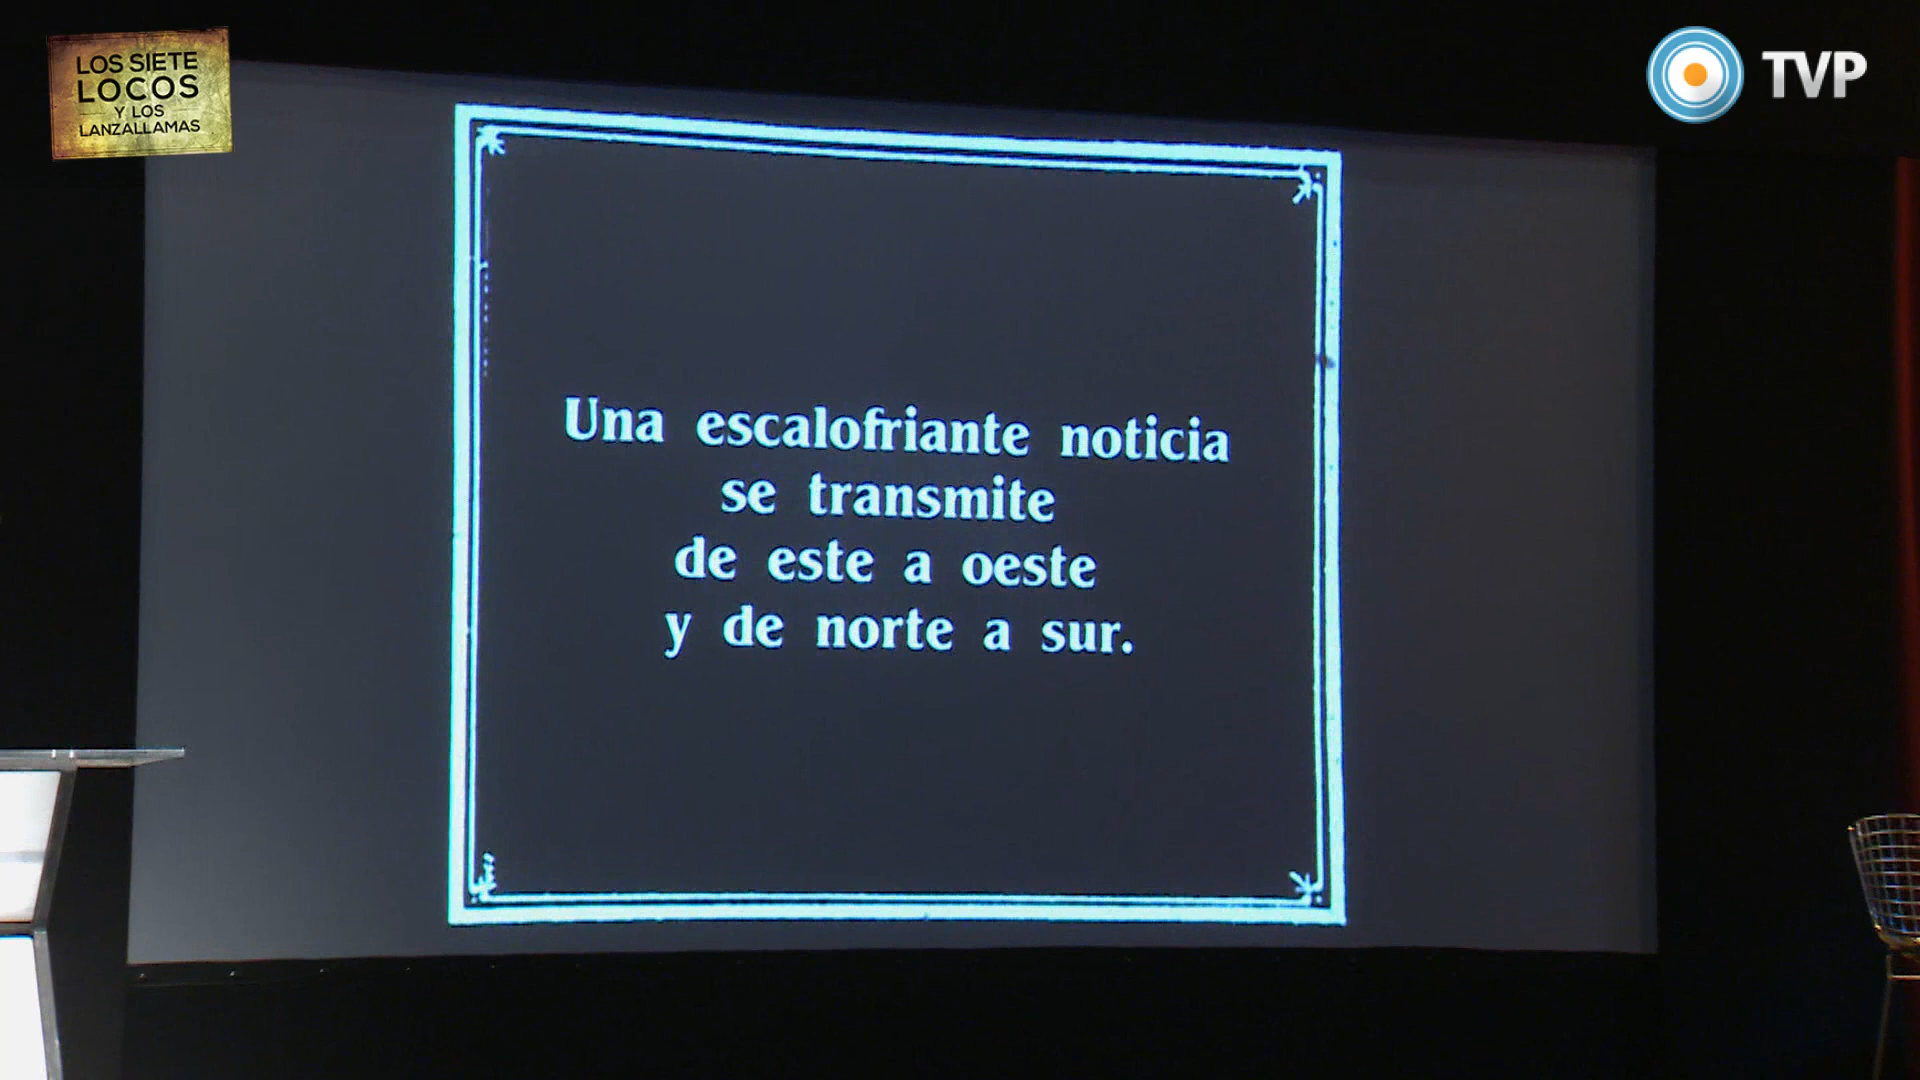 LOS SIETE
LOCOS
Y LOS
LANZALLAMAS
TVP
Una escalofriante noticia
se transmite
de este a oeste
y de norte a sur.